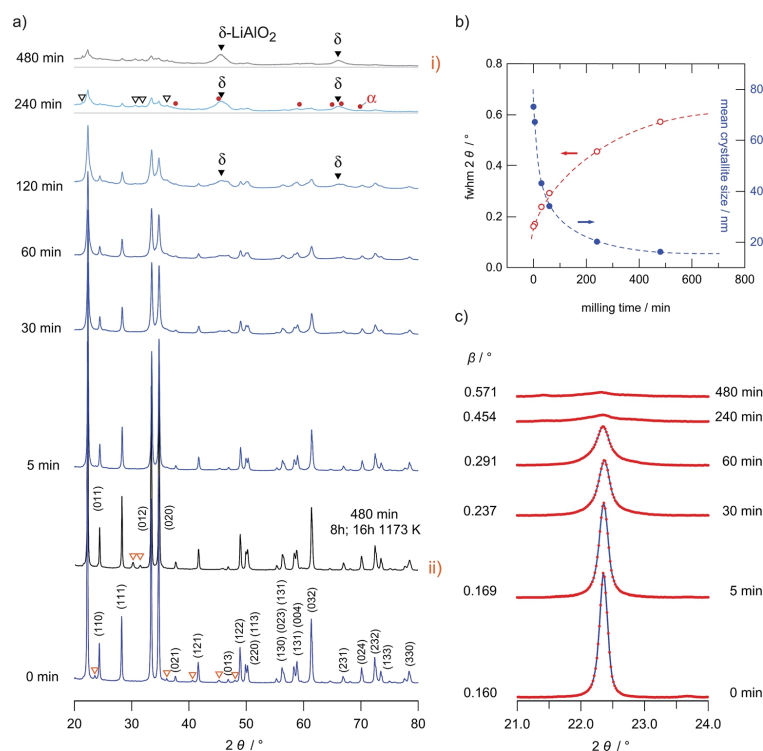 a)
δ-LiAlO2
480 min
δ
i)
240 min
δ
δ
α
120 min
δ
δ
60 min
30 min
5 min
(011)
(012)
(020)
480 min
8h; 16h 1173 K
ii)
(110)
(111)
(021)
(121)
(013)
(122)
(220) (113)
(130) (023) (131)
(131) (004)
(032)
(231)
(024)
(232)
(133)
(330)
0 min
20 30 40 50 60 70 80
2 θ / °
b)
0.8
0.6
0.4
0.2
0.0
fwhm 2 θ / °
80
70
60
40
20
mean crystallite size / nm
0 100 200 300 400 500 600 700 800
milling time / min
c)
β / °
0.571 480 min
0.454 240 min
0.291 60 min
0.237 30 min
0.169 5 min
0.160 0 min
21.0 22.0 23.0 24.0
2 θ / °